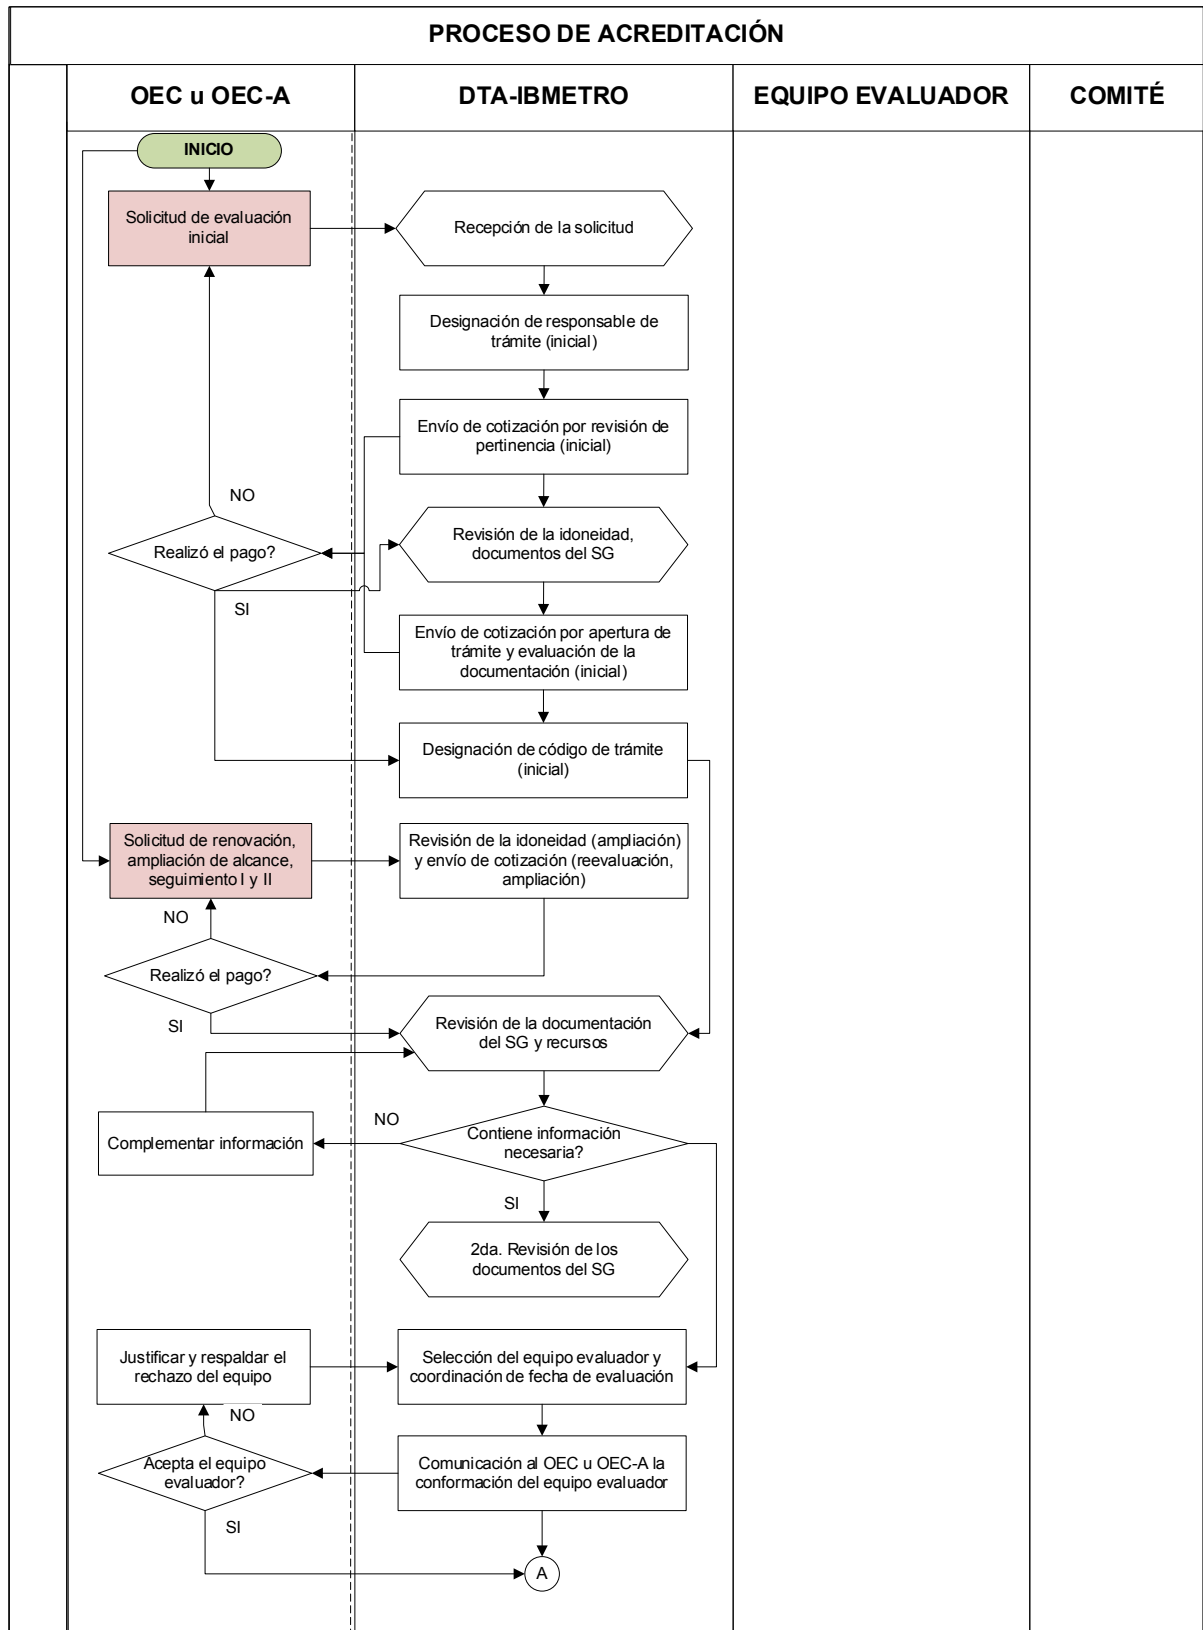 PROCESO DE ACREDITACIÓN
OEC u OEC-A
DTA-IBMETRO
EQUIPO EVALUADOR
COMITÉ
INICIO
Solicitud de evaluación
inicial
Recepción de la solicitud
Designación de responsable de
trámite (inicial)
Envío de cotización por revisión de
pertinencia (inicial)
NO
Realizó el pago?
SI
Revisión de la idoneidad,
documentos del SG
Envío de cotización por apertura de
trámite y evaluación de la
documentación (inicial)
Designación de código de trámite
(inicial)
Solicitud de renovación,
ampliación de alcance,
seguimiento I y II
Revisión de la idoneidad (ampliación)
y envío de cotización (reevaluación,
ampliación)
NO
Realizó el pago?
SI
Revisión de la documentación
del SG y recursos
Complementar información
NO
Contiene información
necesaria?
SI
2da. Revisión de los
documentos del SG
Justificar y respaldar el
rechazo del equipo
Selección del equipo evaluador y
coordinación de fecha de evaluación
NO
Acepta el equipo
evaluador?
Comunicación al OEC u OEC-A la
conformación del equipo evaluador
SI
A